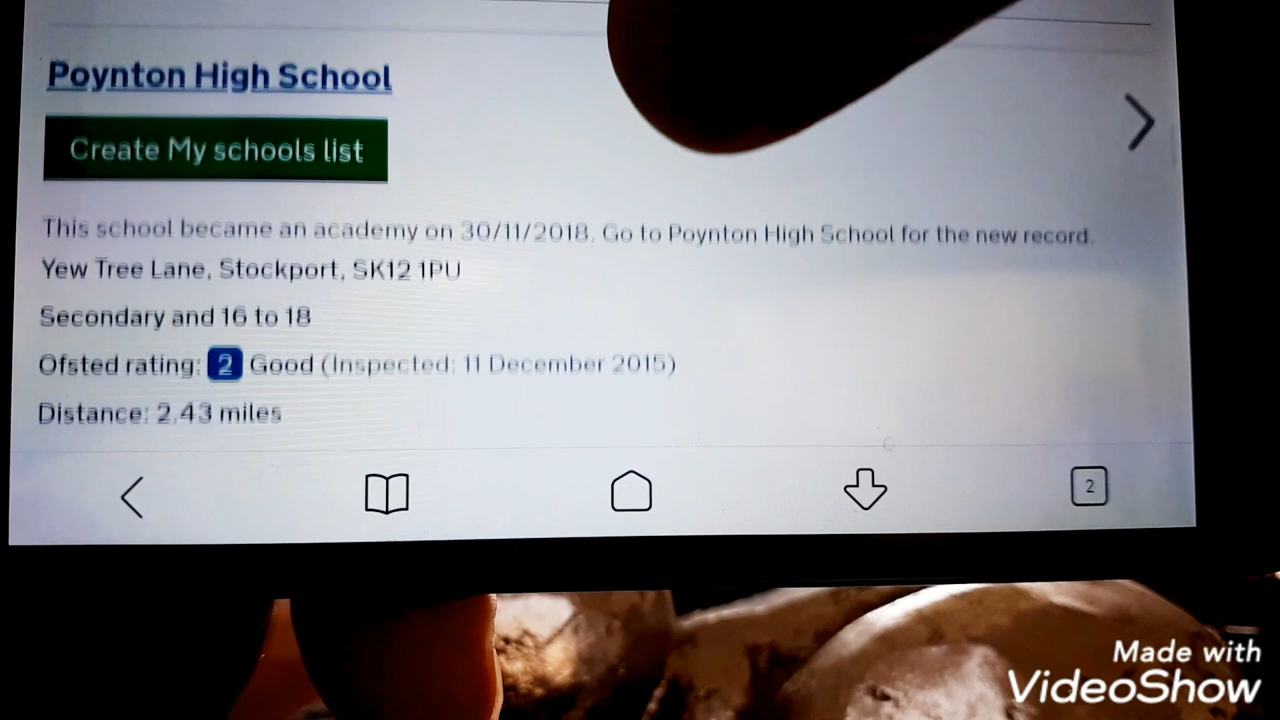 Poynton High School
Create My schools list
This school became an academy on 30/11/2018. Go to Poynton High School for the new record.
Yew Tree Lane, Stockport, SK12 1PU
Secondary and 16 to 18
Ofsted rating: 2 Good (Inspected: 11 December 2015)
Distance: 2.43 miles
2
Made with
VideoShow